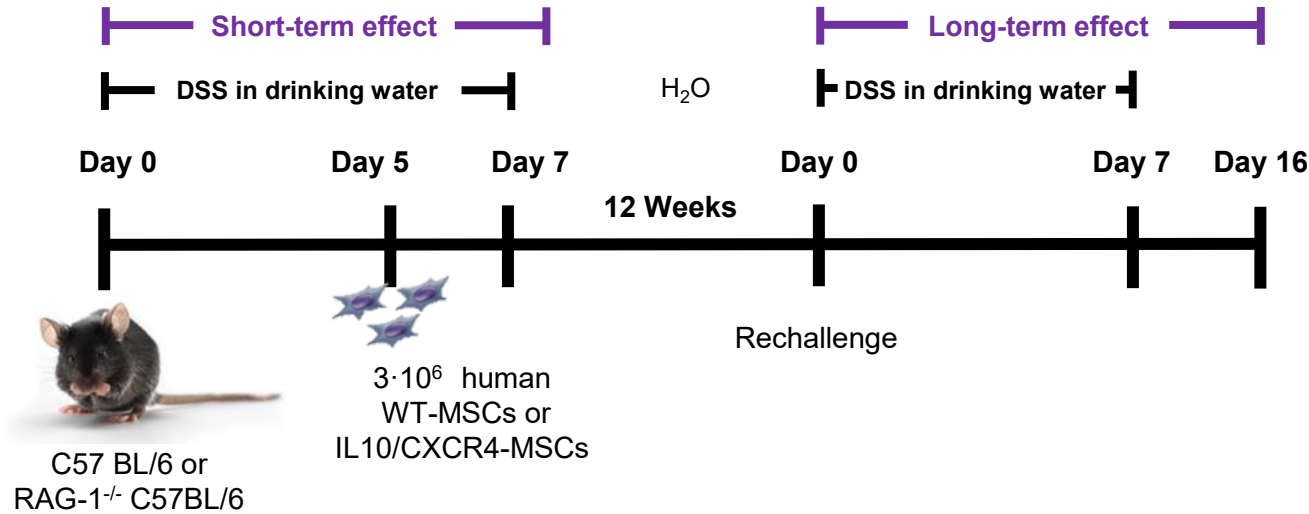 Short-term effect
Long-term effect
DSS in drinking water
H₂O
DSS in drinking water
Day 0
Day 5
Day 7
Day 0
Day 7
Day 16
12 Weeks
Rechallenge
3·10⁶ human
WT-MSCs or
IL10/CXCR4-MSCs
C57 BL/6 or
RAG-1⁻/⁻ C57BL/6